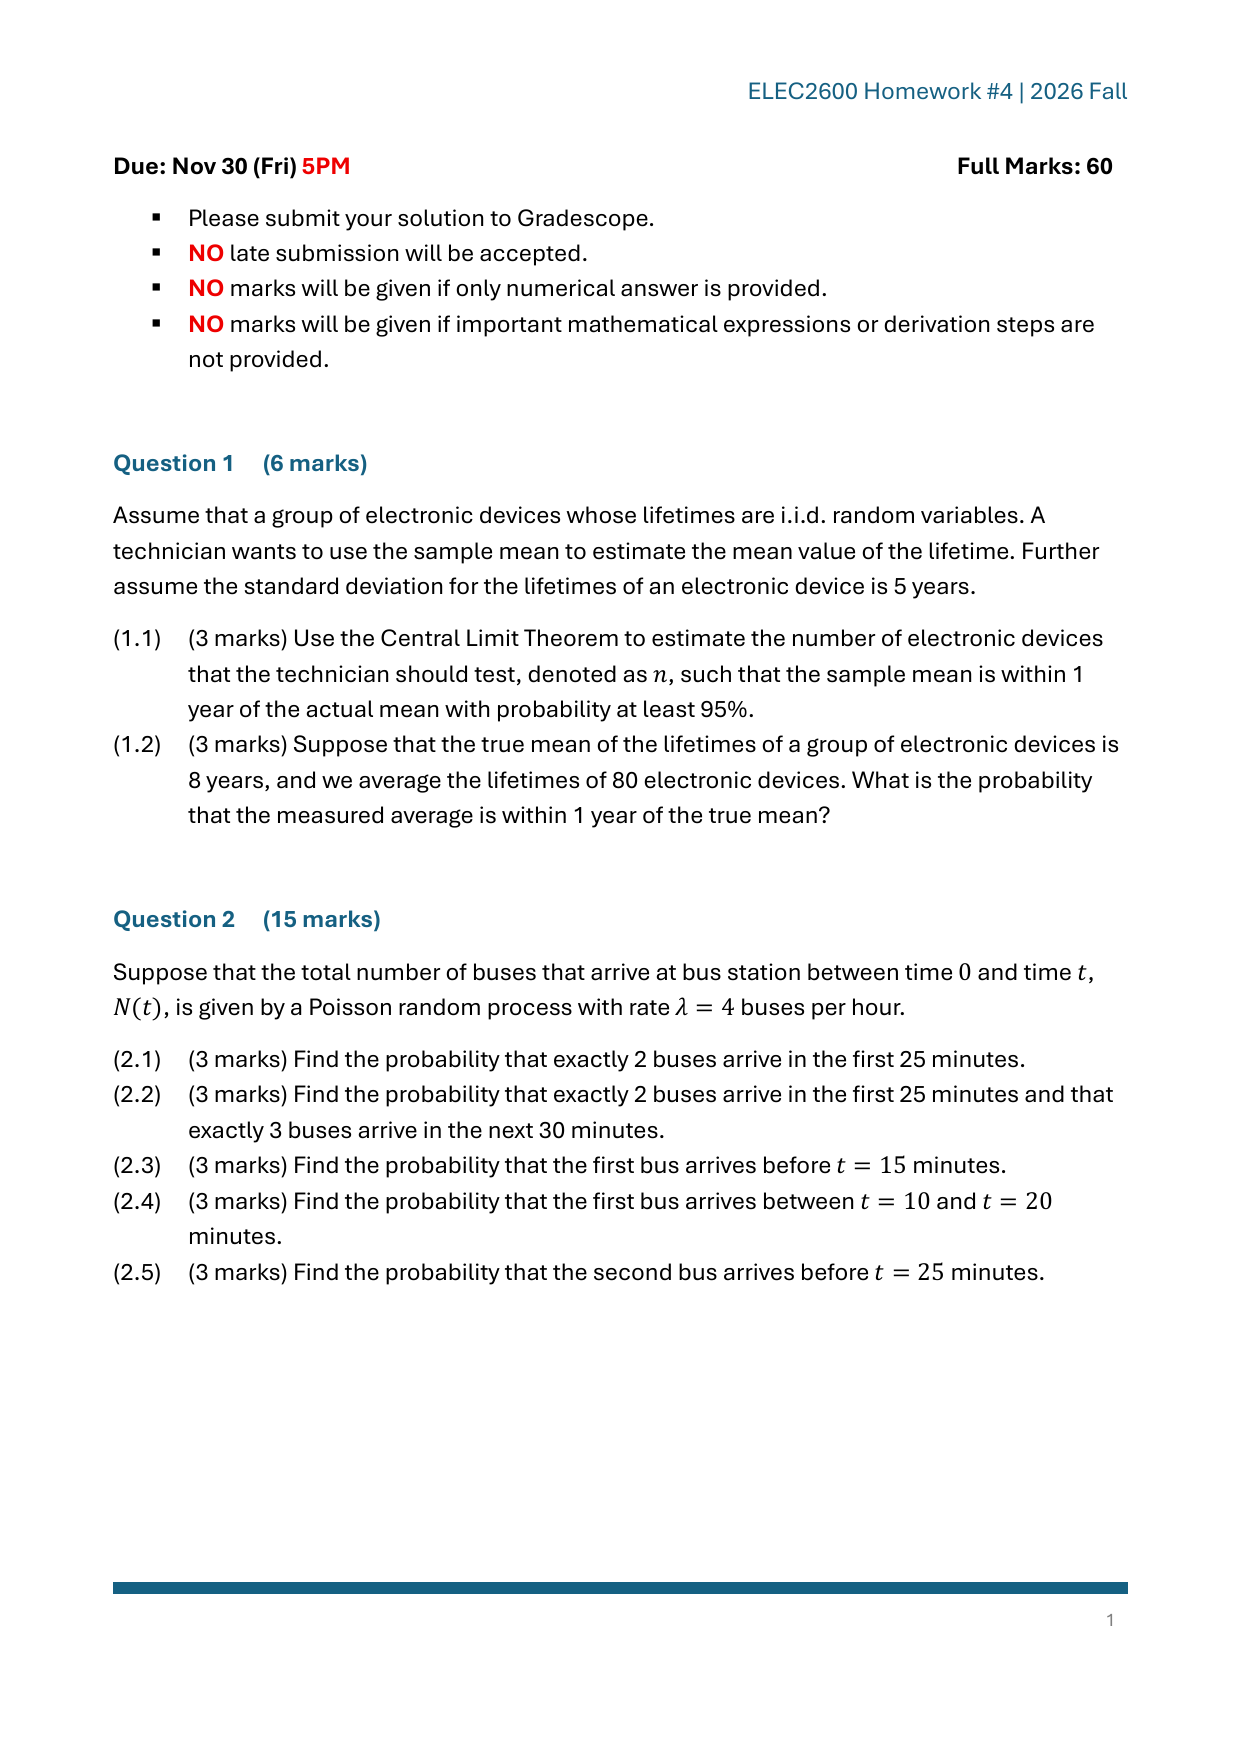 ELEC2600 Homework #4 | 2026 Fall
Due: Nov 30 (Fri) 5PM Full Marks: 60
▪ Please submit your solution to Gradescope.
▪ NO late submission will be accepted.
▪ NO marks will be given if only numerical answer is provided.
▪ NO marks will be given if important mathematical expressions or derivation steps are
not provided.
Question 1 (6 marks)
Assume that a group of electronic devices whose lifetimes are i.i.d. random variables. A
technician wants to use the sample mean to estimate the mean value of the lifetime. Further
assume the standard deviation for the lifetimes of an electronic device is 5 years.
(1.1) (3 marks) Use the Central Limit Theorem to estimate the number of electronic devices
that the technician should test, denoted as n, such that the sample mean is within 1
year of the actual mean with probability at least 95%.
(1.2) (3 marks) Suppose that the true mean of the lifetimes of a group of electronic devices is
8 years, and we average the lifetimes of 80 electronic devices. What is the probability
that the measured average is within 1 year of the true mean?
Question 2 (15 marks)
Suppose that the total number of buses that arrive at bus station between time 0 and time t,
N(t), is given by a Poisson random process with rate λ = 4 buses per hour.
(2.1) (3 marks) Find the probability that exactly 2 buses arrive in the first 25 minutes.
(2.2) (3 marks) Find the probability that exactly 2 buses arrive in the first 25 minutes and that
exactly 3 buses arrive in the next 30 minutes.
(2.3) (3 marks) Find the probability that the first bus arrives before t = 15 minutes.
(2.4) (3 marks) Find the probability that the first bus arrives between t = 10 and t = 20
minutes.
(2.5) (3 marks) Find the probability that the second bus arrives before t = 25 minutes.
1